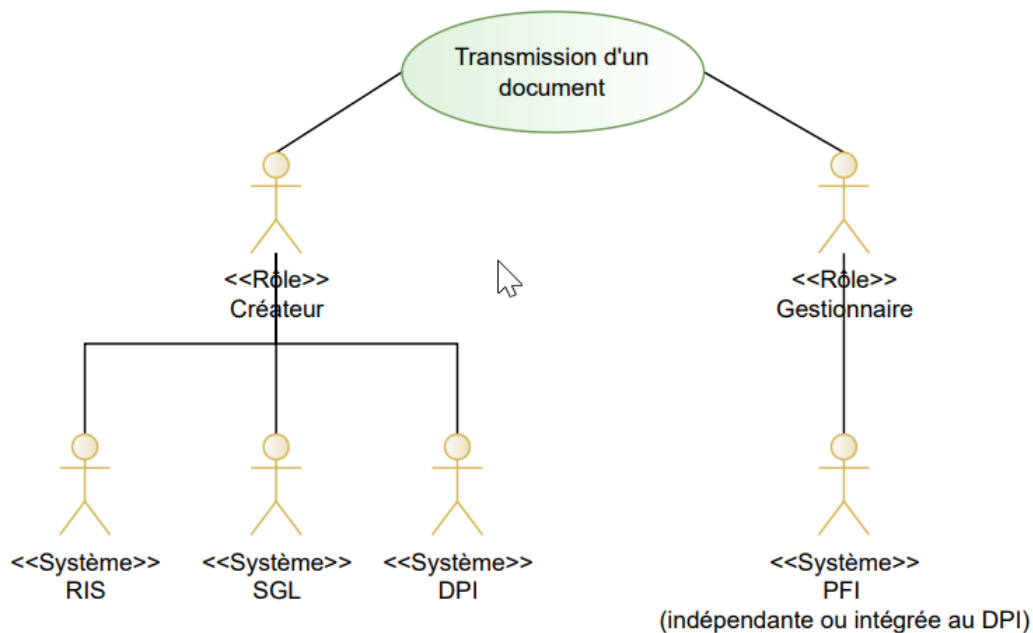 Transmission d'un
document
<<Rôle>>
Créateur
<<Rôle>>
Gestionnaire
<<Système>>
RIS
<<Système>>
SGL
<<Système>>
DPI
<<Système>>
PFI
(indépendante ou intégrée au DPI)